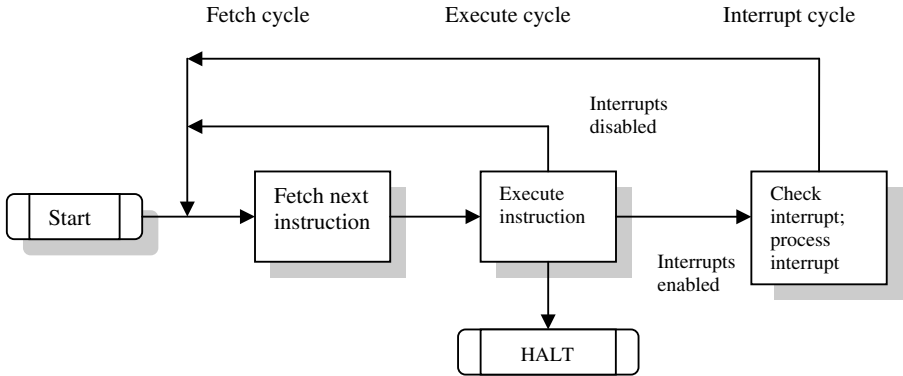 Fetch cycle
Execute cycle
Interrupt cycle
Interrupts
disabled
Start
Fetch next
instruction
Execute
instruction
Check
interrupt;
process
interrupt
Interrupts
enabled
HALT